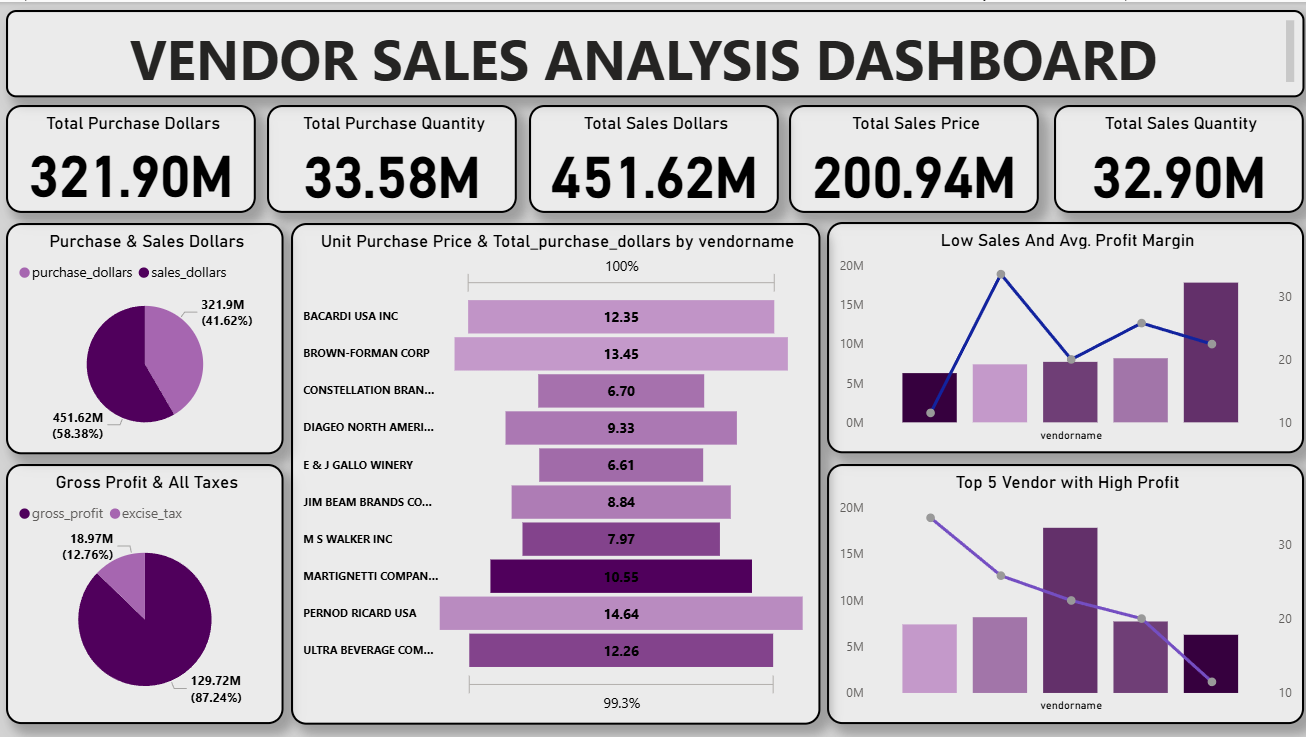 VENDOR SALES ANALYSIS DASHBOARD
Total Purchase Dollars
321.90M
Total Purchase Quantity
33.58M
Total Sales Dollars
451.62M
Total Sales Price
200.94M
Total Sales Quantity
32.90M
Purchase & Sales Dollars
purchase_dollars sales_dollars
321.9M
(41.62%)
451.62M
(58.38%)
Gross Profit & All Taxes
gross_profit excise_tax
18.97M
(12.76%)
129.72M
(87.24%)
Unit Purchase Price & Total_purchase_dollars by vendorname
100%
BACARDI USA INC 12.35
BROWN-FORMAN CORP 13.45
CONSTELLATION BRAN... 6.70
DIAGEO NORTH AMERI... 9.33
E & J GALLO WINERY 6.61
JIM BEAM BRANDS CO... 8.84
M S WALKER INC 7.97
MARTIGNETTI COMPAN... 10.55
PERNOD RICARD USA 14.64
ULTRA BEVERAGE COM... 12.26
99.3%
Low Sales And Avg. Profit Margin
20M
15M 30
10M 20
5M
0M 10
vendorname
Top 5 Vendor with High Profit
20M
15M 30
10M
5M 20
0M 10
vendorname